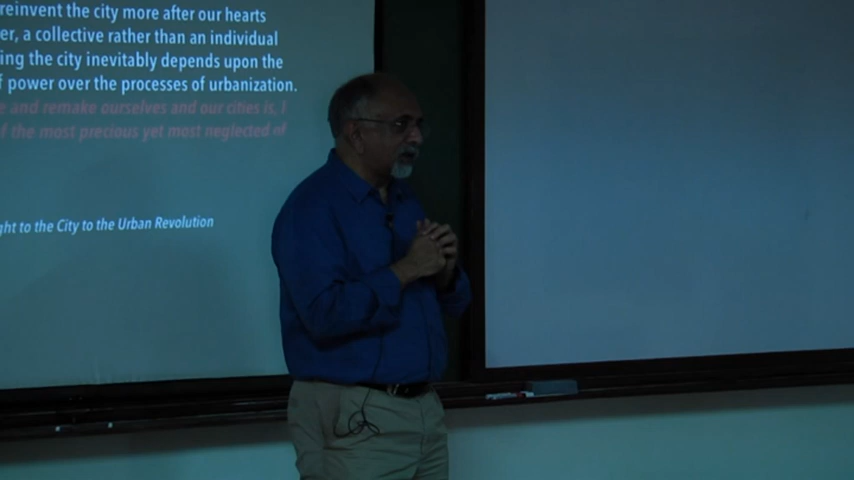 reinvent the city more after our hearts
er, a collective rather than an individual
ing the city inevitably depends upon the
f power over the processes of urbanization.
e and remake ourselves and our cities is, I
f the most precious yet most neglected of
ght to the City to the Urban Revolution